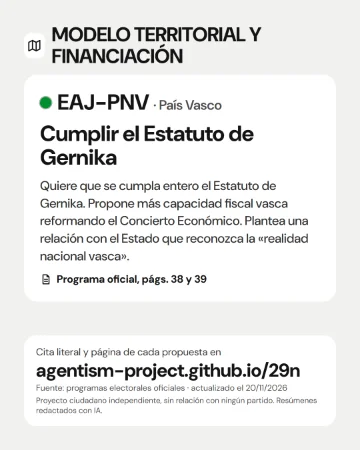 MODELO TERRITORIAL Y
FINANCIACIÓN
EAJ-PNV · País Vasco
Cumplir el Estatuto de
Gernika
Quiere que se cumpla entero el Estatuto de
Gernika. Propone más capacidad fiscal vasca
reformando el Concierto Económico. Plantea una
relación con el Estado que reconozca la «realidad
nacional vasca».
Programa oficial, págs. 38 y 39
Cita literal y página de cada propuesta en
agentism-project.github.io/29n
Fuente: programas electorales oficiales · actualizado el 20/11/2026
Proyecto ciudadano independiente, sin relación con ningún partido. Resúmenes
redactados con IA.